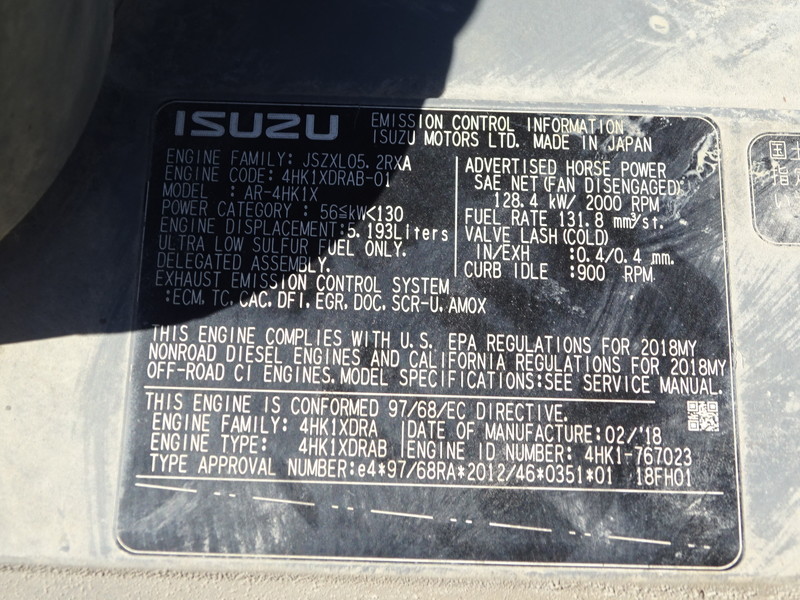 ISUZU
EMISSION CONTROL INFORMATION
ISUZU MOTORS LTD. MADE IN JAPAN
ENGINE FAMILY: JSZXL05.2RXA
ENGINE CODE: 4HK1XDRAB-01
MODEL : AR-4HK1X
POWER CATEGORY : 56≦kW<130
ENGINE DISPLACEMENT:5.193Liters
ULTRA LOW SULFUR FUEL ONLY.
DELEGATED ASSEMBLY.
EXHAUST EMISSION CONTROL SYSTEM
:ECM, TC, CAC, DFI, EGR, DOC, SCR-U, AMOX
ADVERTISED HORSE POWER
SAE NET(FAN DISENGAGED)
128.4 kW/ 2000 RPM
FUEL RATE 131.8 mm³/st.
VALVE LASH(COLD)
IN/EXH :0.4/0.4 mm.
CURB IDLE :900 RPM
THIS ENGINE COMPLIES WITH U.S. EPA REGULATIONS FOR 2018MY
NONROAD DIESEL ENGINES AND CALIFORNIA REGULATIONS FOR 2018MY
OFF-ROAD CI ENGINES. MODEL SPECIFICATIONS:SEE SERVICE MANUAL.
THIS ENGINE IS CONFORMED 97/68/EC DIRECTIVE.
ENGINE FAMILY: 4HK1XDRA DATE OF MANUFACTURE:02/'18
ENGINE TYPE: 4HK1XDRAB ENGINE ID NUMBER: 4HK1-767023
TYPE APPROVAL NUMBER:e4*97/68RA*2012/46*0351*01 18FH01
国土
指定